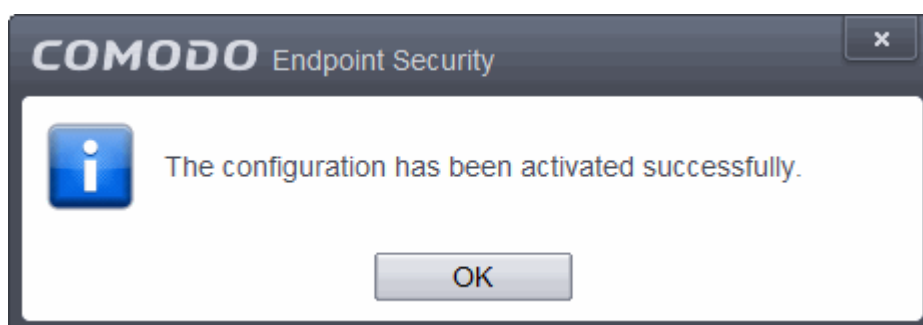 COMODO Endpoint Security
The configuration has been activated successfully.
OK